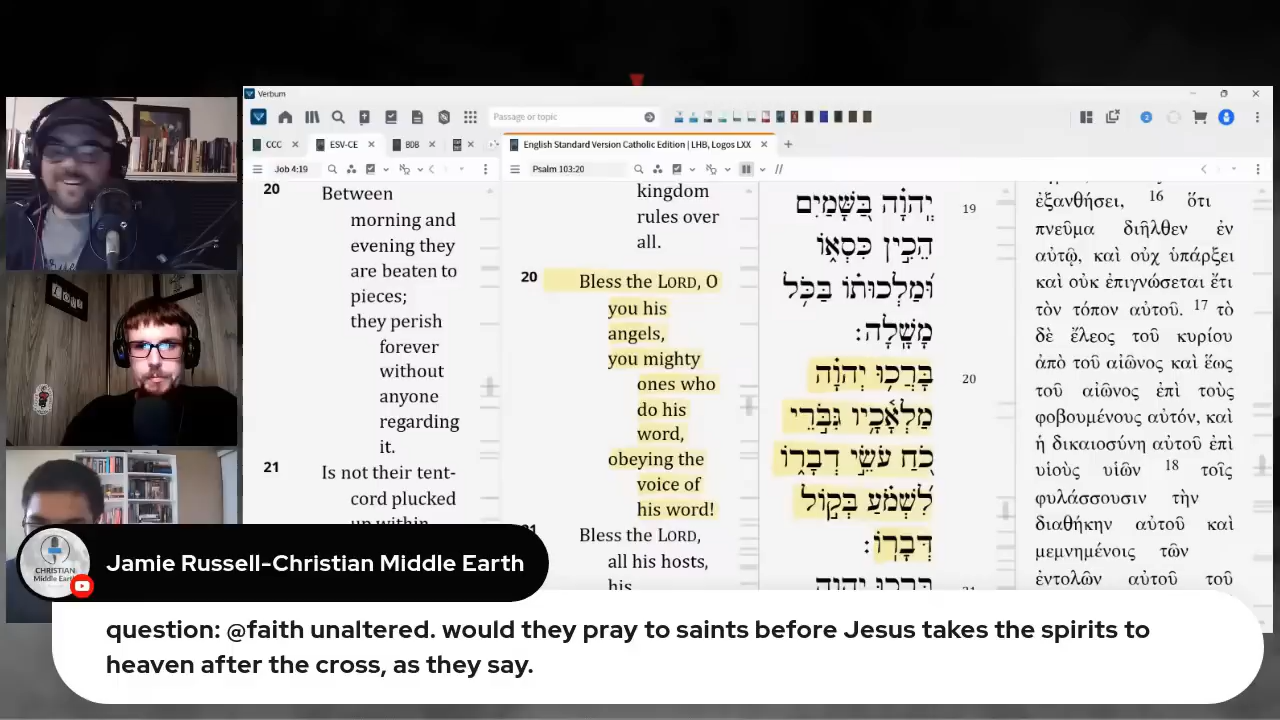 Verbum
Passage or topic
2
CCC
ESV-CE
BDB
English Standard Version Catholic Edition | LHB, Logos LXX
Job 4:19
Psalm 103:20
20
Between
morning and
evening they
are beaten to
pieces;
they perish
forever
without
anyone
regarding
it.
21
Is not their tent-
cord plucked
up within
kingdom
rules over
all.
20
Bless the LORD, O
you his
angels,
you mighty
ones who
do his
word,
obeying the
voice of
his word!
21
Bless the LORD,
all his hosts,
his
19
יְֽהוָ֗ה בַּ֭שָּׁמַיִם
הֵכִ֣ין כִּסְא֑וֹ
וּ֝מַלְכוּת֗וֹ בַּכֹּ֥ל
מָשָֽׁלָה׃
20
בָּרֲכ֥וּ יְהוָ֗ה
מַלְאָ֫כָ֥יו גִּבֹּ֣רֵי
כֹ֭חַ עֹשֵׂ֣י דְבָר֑וֹ
לִ֝שְׁמֹ֗עַ בְּק֣וֹל
דְּבָרֽוֹ׃
בָּרֲכ֣וּ יְ֭הוָה
ἐξανθήσει, 16 ὅτι
πνεῦμα διῆλθεν ἐν
αὐτῷ, καὶ οὐχ ὑπάρξει
καὶ οὐκ ἐπιγνώσεται ἔτι
τὸν τόπον αὐτοῦ. 17 τὸ
δὲ ἔλεος τοῦ κυρίου
ἀπὸ τοῦ αἰῶνος καὶ ἕως
τοῦ αἰῶνος ἐπὶ τοὺς
φοβουμένους αὐτόν, καὶ
ἡ δικαιοσύνη αὐτοῦ ἐπὶ
υἱοὺς υἱῶν 18 τοῖς
φυλάσσουσιν τὴν
διαθήκην αὐτοῦ καὶ
μεμνημένοις τῶν
ἐντολῶν αὐτοῦ τοῦ
CHRISTIAN
Middle Earth
Jamie Russell-Christian Middle Earth
question: @faith unaltered. would they pray to saints before Jesus takes the spirits to
heaven after the cross, as they say.